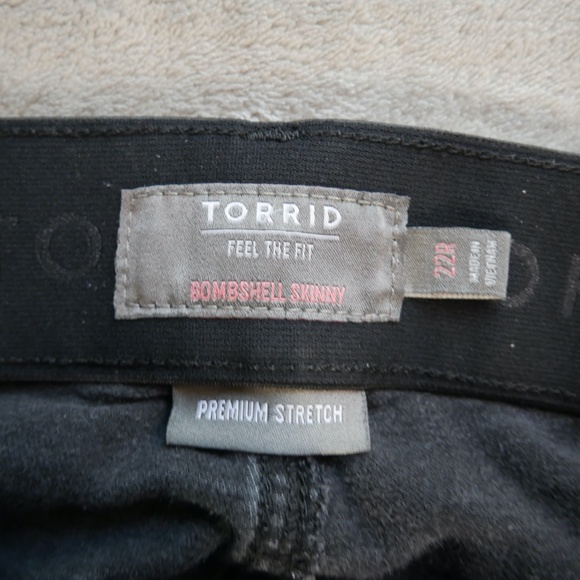 TORRID
FEEL THE FIT
BOMBSHELL SKINNY
22R
MADE IN
VIETNAM
PREMIUM STRETCH